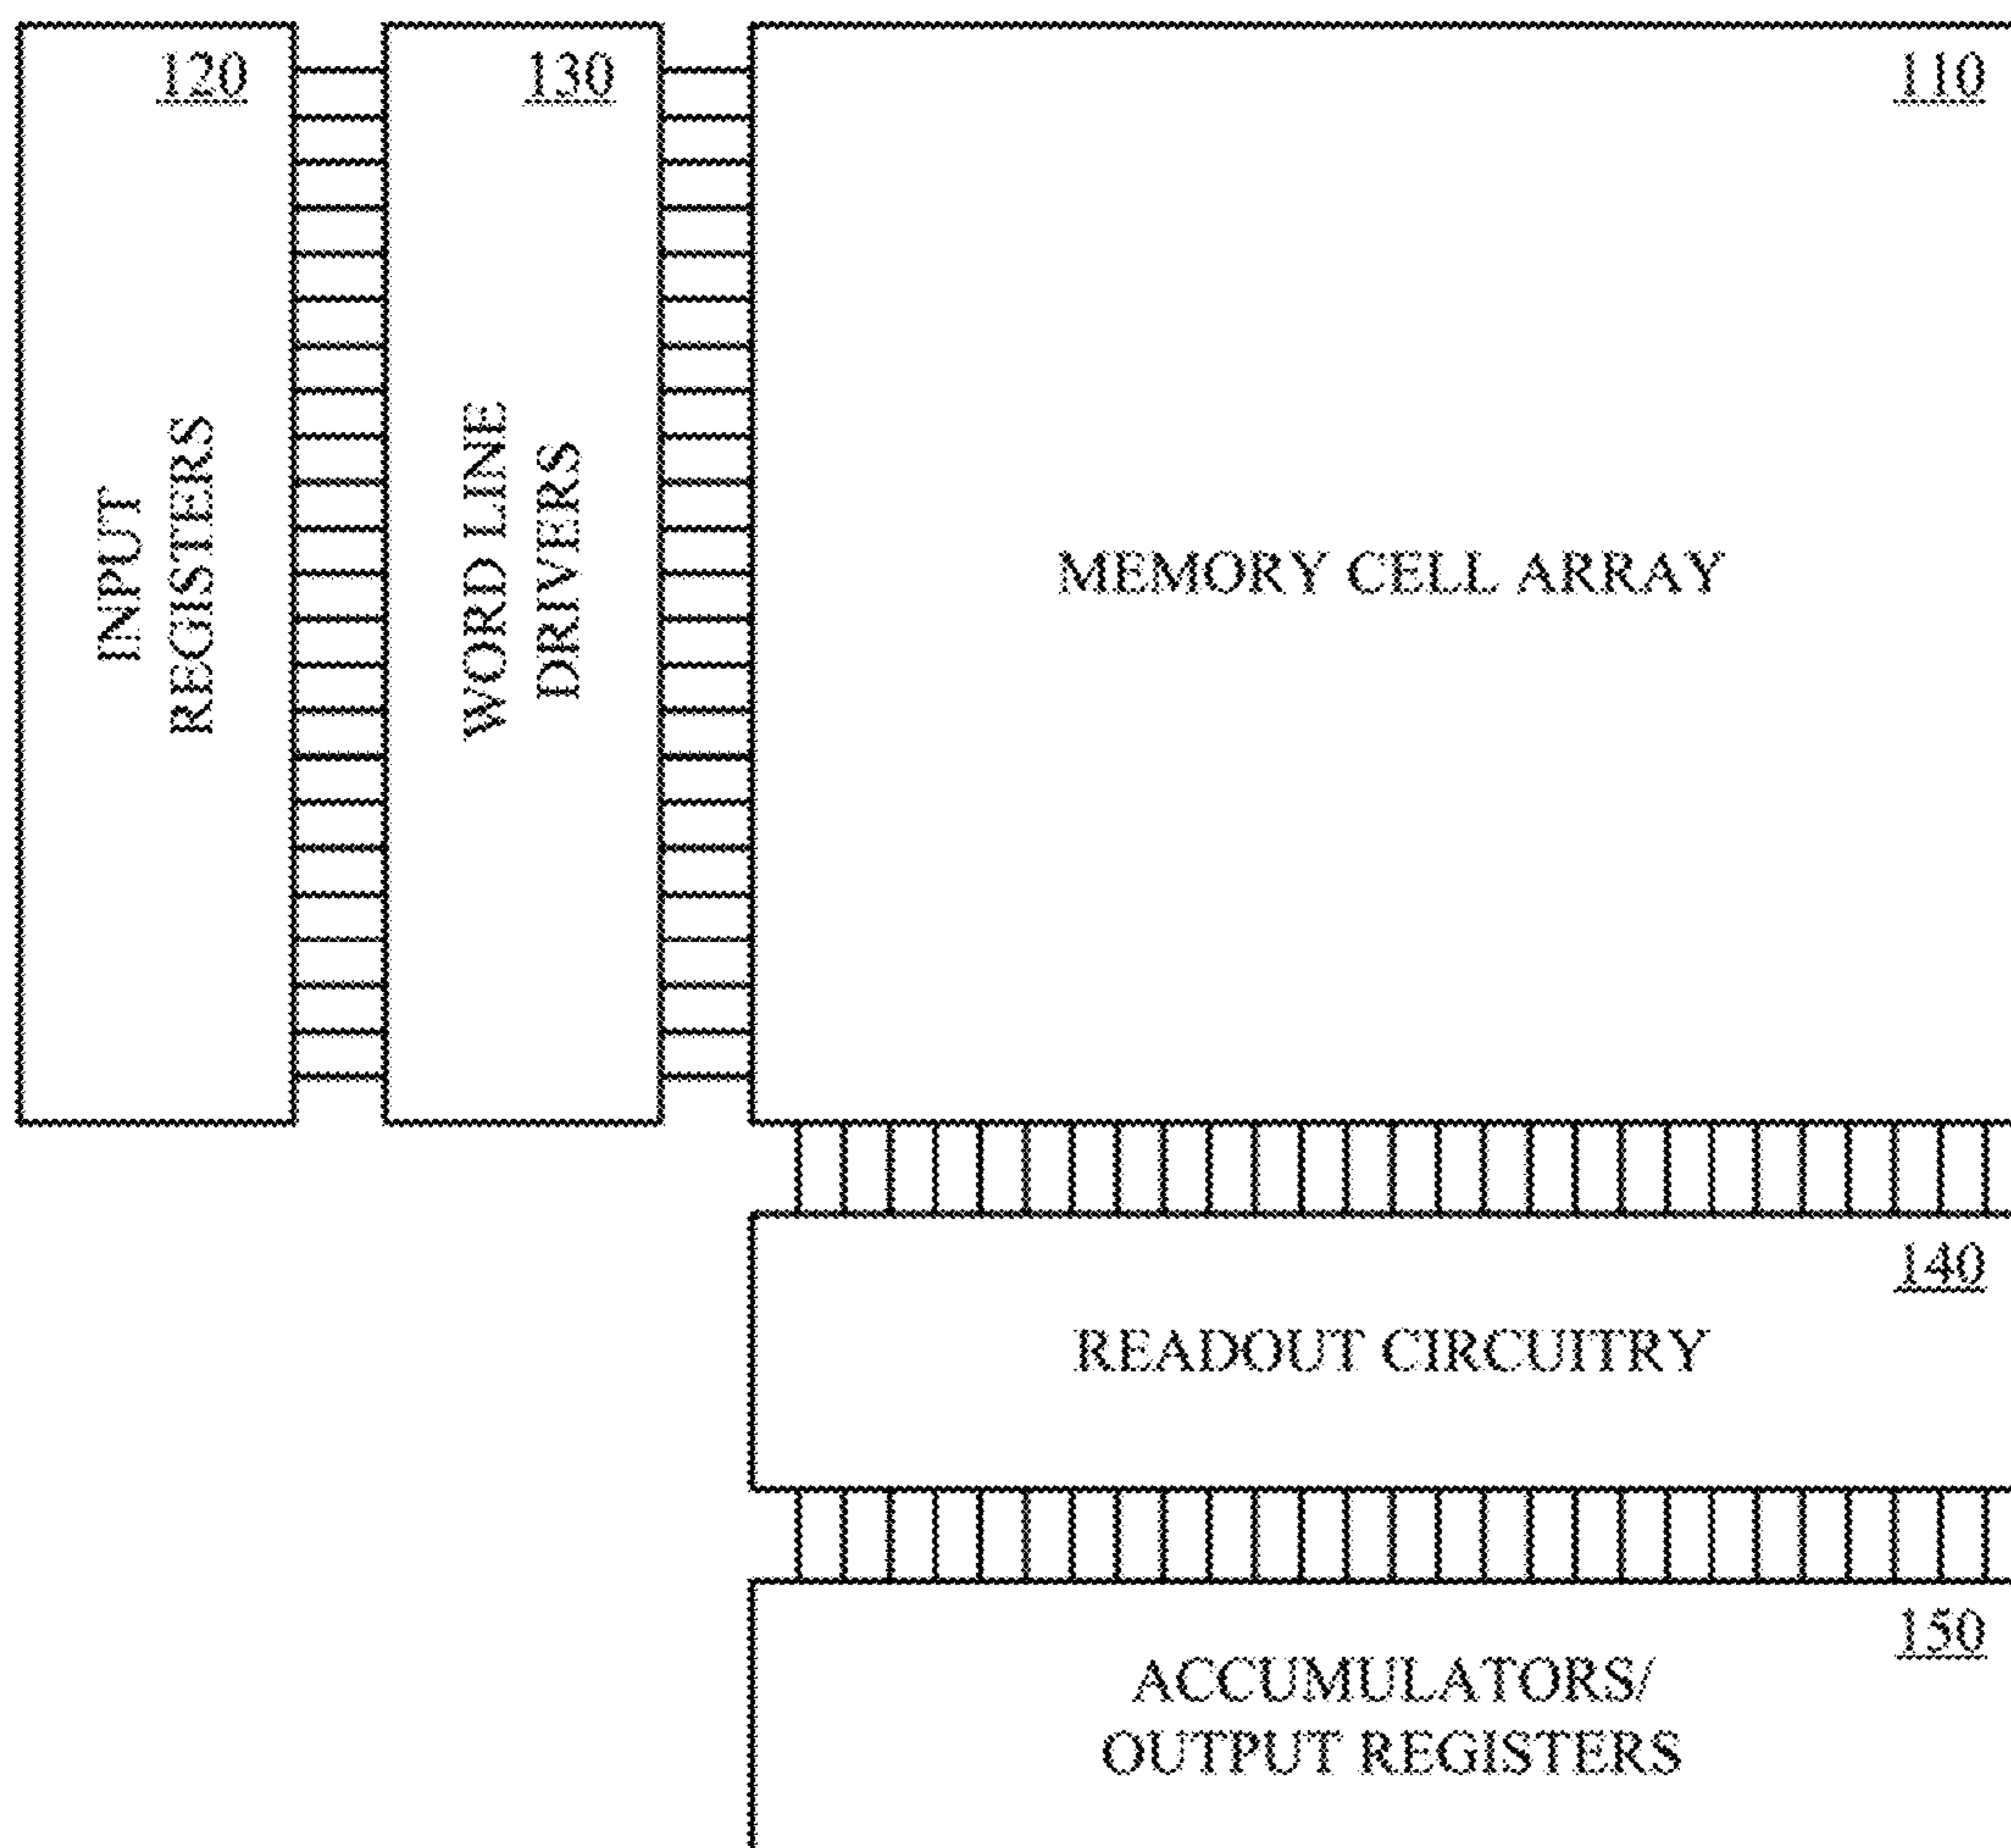 120
130
110
INPUT
REGISTERS
WORD LINE
DRIVERS
MEMORY CELL ARRAY
140
READOUT CIRCUITRY
150
ACCUMULATORS/
OUTPUT REGISTERS